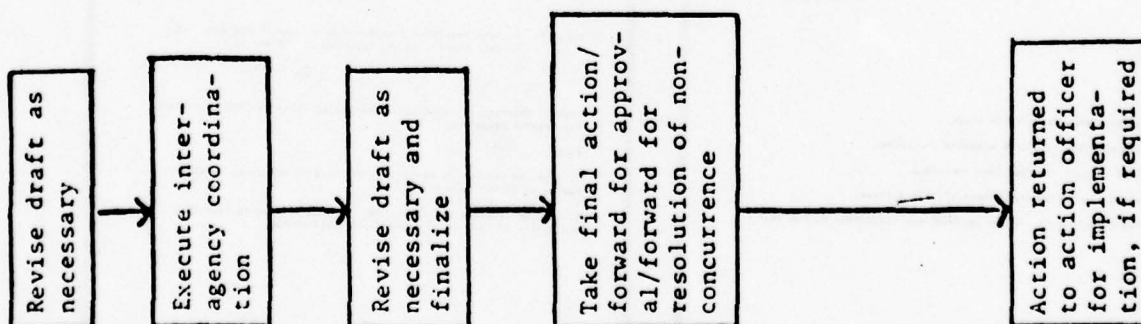 Revise draft as
necessary
Execute inter-
agency coordina-
tion
Revise draft as
necessary and
finalize
Take final action/
forward for approv-
al/forward for
resolution of non-
concurrence
Action returned
to action officer
for implementa-
tion, if required